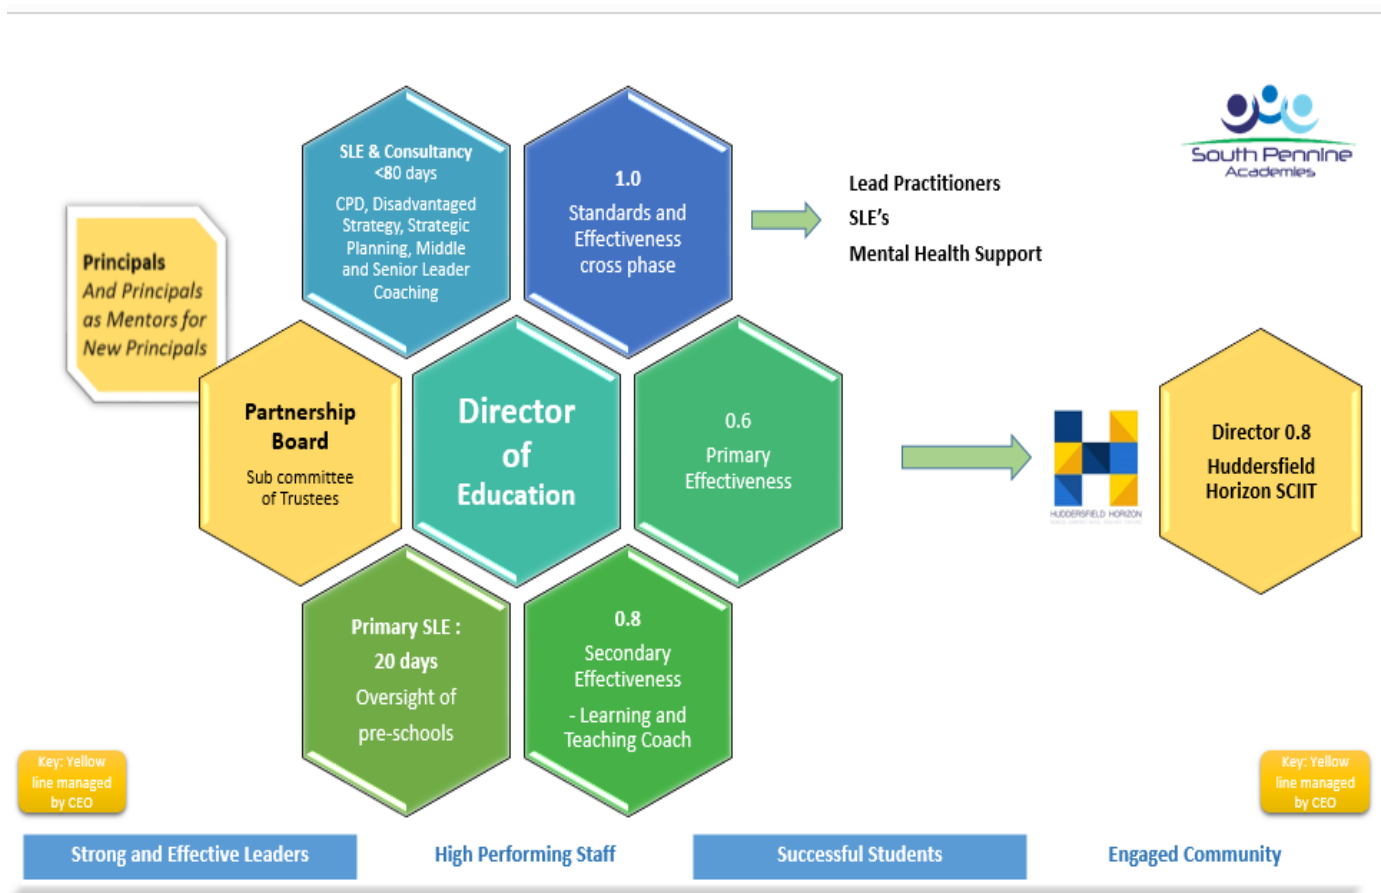 SLE & Consultancy
<80 days
CPD, Disadvantaged
Strategy, Strategic
Planning, Middle
and Senior Leader
Coaching
1.0
Standards and
Effectiveness
cross phase
Lead Practitioners
SLE's
Mental Health Support
South Pennine
Academies
Principals
And Principals
as Mentors for
New Principals
Partnership
Board
Sub committee
of Trustees
Director
of
Education
0.6
Primary
Effectiveness
HUDDERSFIELD HORIZON
Director 0.8
Huddersfield
Horizon SCIIT
Primary SLE :
20 days
Oversight of
pre-schools
0.8
Secondary
Effectiveness
- Learning and
Teaching Coach
Key: Yellow
line managed
by CEO
Key: Yellow
line managed
by CEO
Strong and Effective Leaders
High Performing Staff
Successful Students
Engaged Community